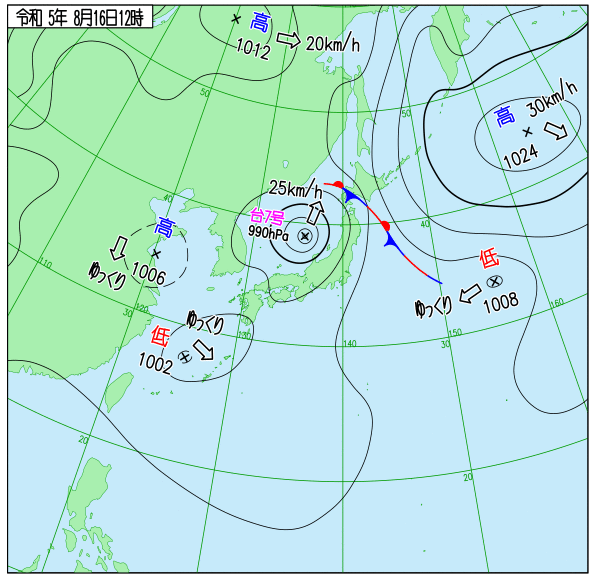 令和 5年 8月16日12時
高
1012
20km/h
30km/h
高
1024
50
50
25km/h
台7号
990hPa
40
40
高
1006
ゆっくり
低
1008
ゆっくり
110
30
120
低
1002
ゆっくり
130
140
30
150
160
20
20